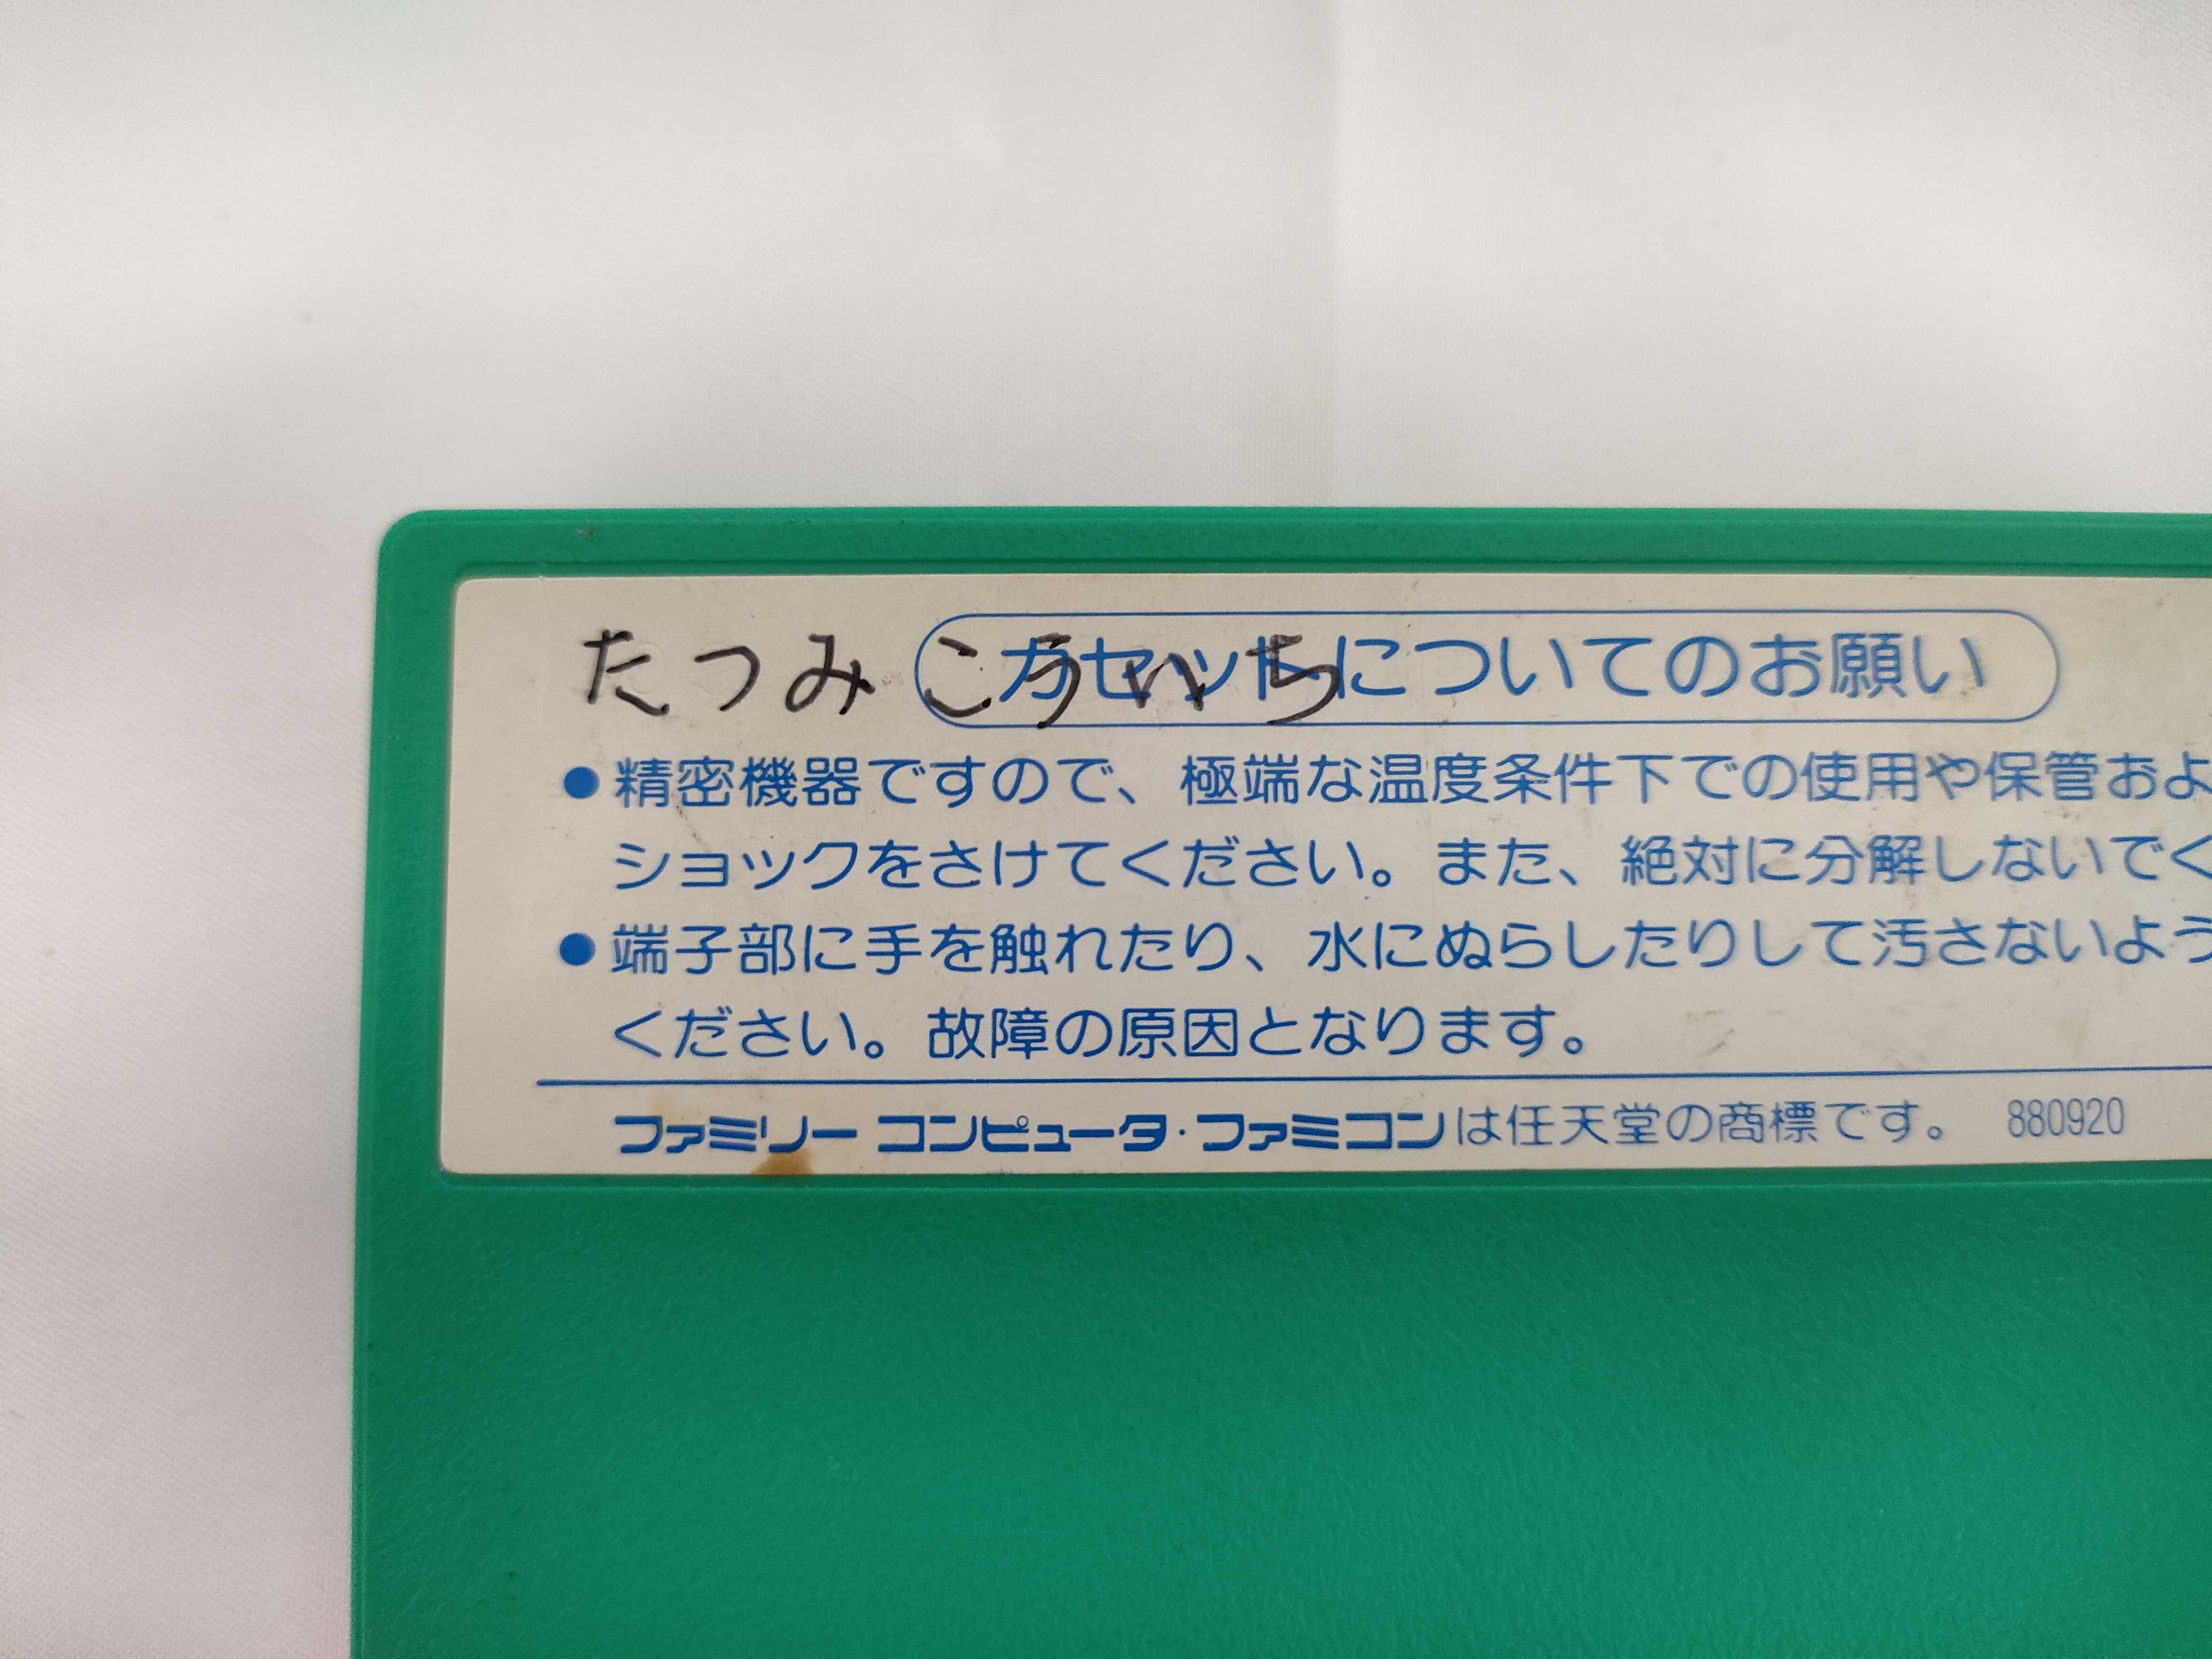 たつみ こういち
カセットについてのお願い
●精密機器ですので、極端な温度条件下での使用や保管およ
ショックをさけてください。また、絶対に分解しないでく
●端子部に手を触れたり、水にぬらしたりして汚さないよう
ください。故障の原因となります。
ファミリー コンピュータ・ファミコンは任天堂の商標です。 880920